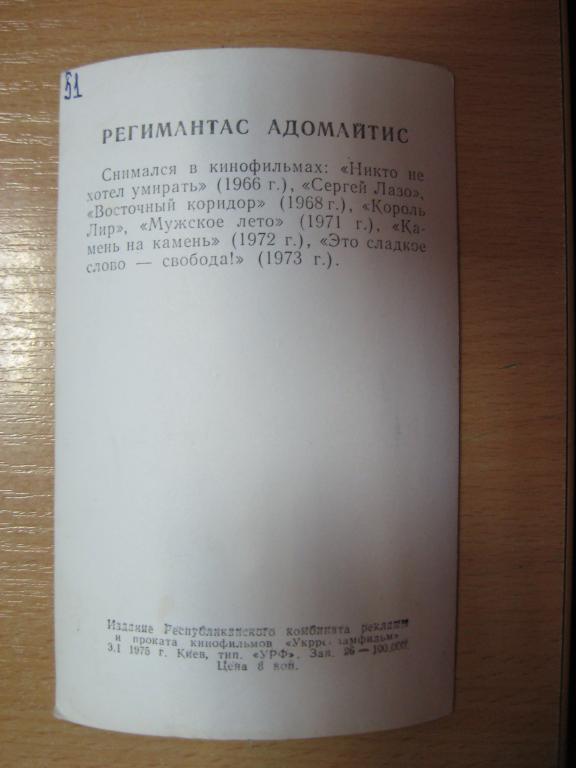 51
РЕГИМАНТАС АДОМАЙТИС
Снимался в кинофильмах: «Никто не
хотел умирать» (1966 г.), «Сергей Лазо»,
«Восточный коридор» (1968 г.), «Король
Лир», «Мужское лето» (1971 г.), «Ка-
мень на камень» (1972 г.), «Это сладкое
слово — свобода!» (1973 г.).
Издание Республиканского комбината рекламы
и проката кинофильмов
3.I 1975 г. Киев, тип. «УРФ». Зак. 26—100.000.
Цена 8 коп.